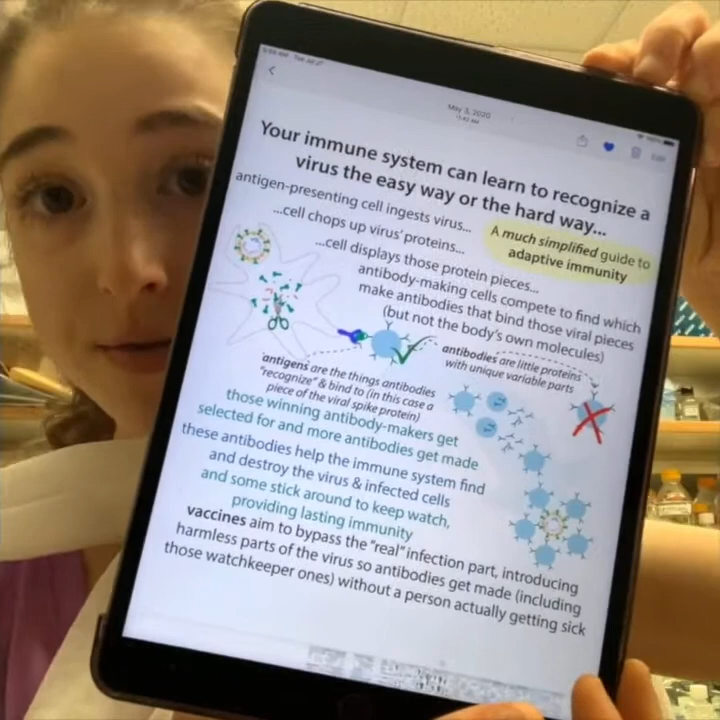 May 3, 2020
Edit
Your immune system can learn to recognize a
virus the easy way or the hard way...
antigen-presenting cell ingests virus...
...cell chops up virus' proteins...
A much simplified guide to
adaptive immunity
...cell displays those protein pieces...
antibody-making cells compete to find which
make antibodies that bind those viral pieces
(but not the body's own molecules)
antigens are the things antibodies
"recognize" & bind to (in this case a
piece of the viral spike protein)
antibodies are little proteins
with unique variable parts
those winning antibody-makers get
selected for and more antibodies get made
these antibodies help the immune system find
and destroy the virus & infected cells
and some stick around to keep watch,
providing lasting immunity
vaccines aim to bypass the "real" infection part, introducing
harmless parts of the virus so antibodies get made (including
those watchkeeper ones) without a person actually getting sick